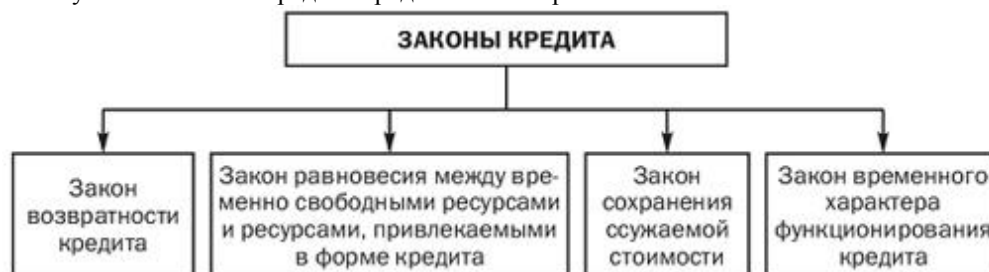 ЗАКОНЫ КРЕДИТА
Закон
возвратности
кредита
Закон равновесия между вре-
менно свободными ресурсами
и ресурсами, привлекаемыми
в форме кредита
Закон
сохранения
ссужаемой
стоимости
Закон временного
характера
функционирования
кредита